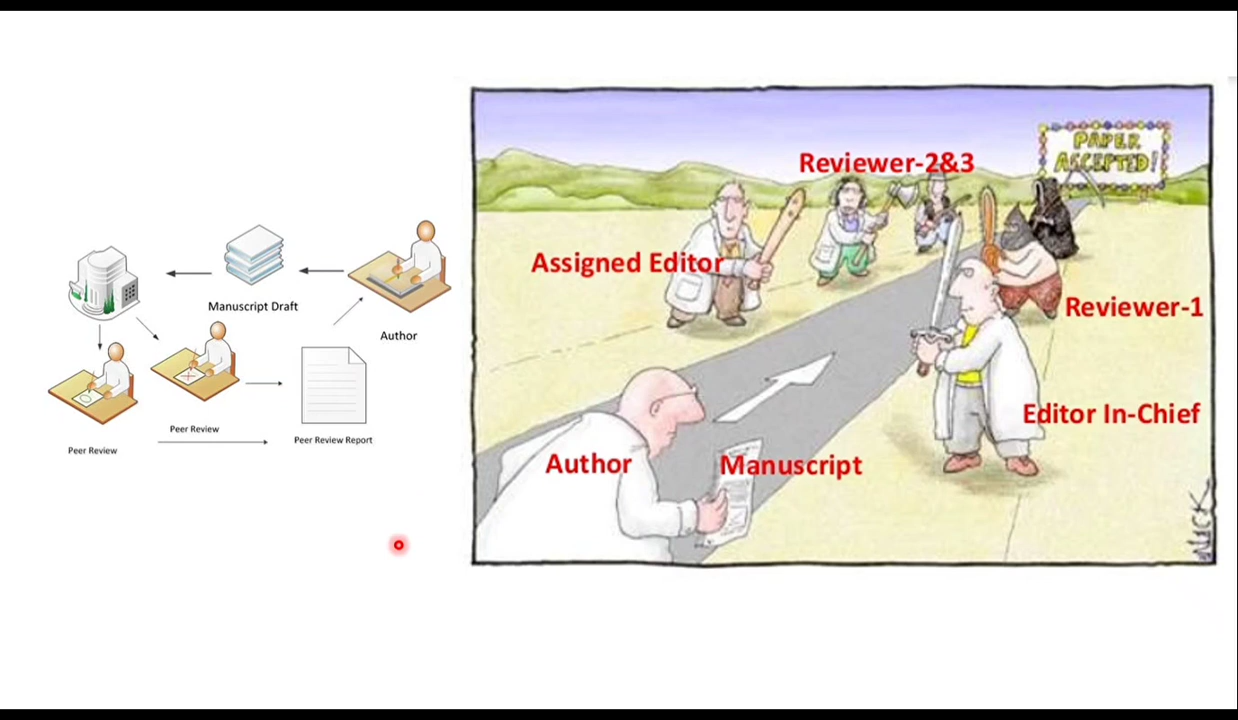 Manuscript Draft
Author
Peer Review
Peer Review
Peer Review Report
PAPER
ACCEPTED!
Reviewer-2&3
Assigned Editor
Reviewer-1
Editor In-Chief
Author
Manuscript
NICK